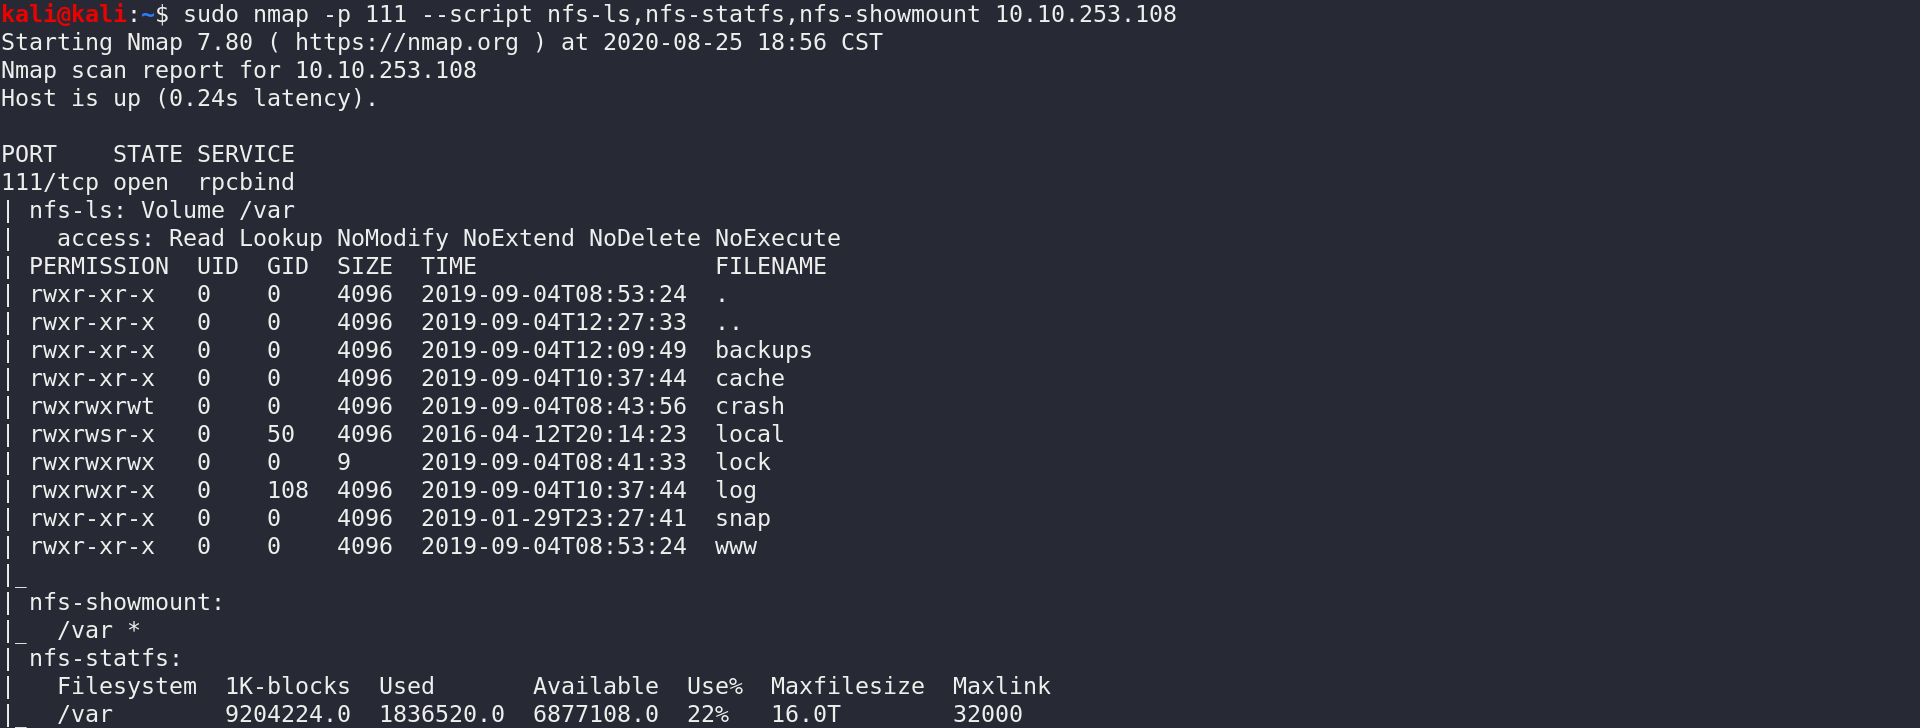 kali@kali:~$ sudo nmap -p 111 --script nfs-ls,nfs-statfs,nfs-showmount 10.10.253.108
Starting Nmap 7.80 ( https://nmap.org ) at 2020-08-25 18:56 CST
Nmap scan report for 10.10.253.108
Host is up (0.24s latency).

PORT    STATE SERVICE
111/tcp open  rpcbind
| nfs-ls: Volume /var
|   access: Read Lookup NoModify NoExtend NoDelete NoExecute
| PERMISSION  UID  GID  SIZE  TIME                 FILENAME
| rwxr-xr-x   0    0    4096  2019-09-04T08:53:24  .
| rwxr-xr-x   0    0    4096  2019-09-04T12:27:33  ..
| rwxr-xr-x   0    0    4096  2019-09-04T12:09:49  backups
| rwxr-xr-x   0    0    4096  2019-09-04T10:37:44  cache
| rwxrwxrwt   0    0    4096  2019-09-04T08:43:56  crash
| rwxrwsr-x   0    50   4096  2016-04-12T20:14:23  local
| rwxrwxrwx   0    0    9     2019-09-04T08:41:33  lock
| rwxrwxr-x   0    108  4096  2019-09-04T10:37:44  log
| rwxr-xr-x   0    0    4096  2019-01-29T23:27:41  snap
| rwxr-xr-x   0    0    4096  2019-09-04T08:53:24  www
|_
| nfs-showmount:
|_  /var *
| nfs-statfs:
|   Filesystem  1K-blocks  Used       Available  Use%  Maxfilesize  Maxlink
|_  /var        9204224.0  1836520.0  6877108.0  22%   16.0T        32000